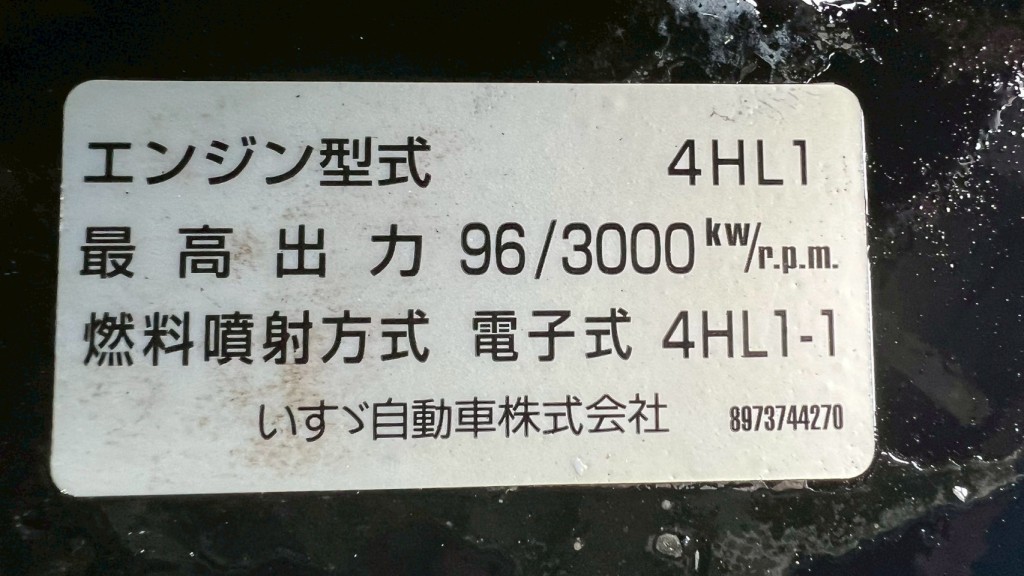 エンジン型式 4HL1
最高出力 96/3000 kw/r.p.m.
燃料噴射方式 電子式 4HL1-1
いすゞ自動車株式会社 8973744270